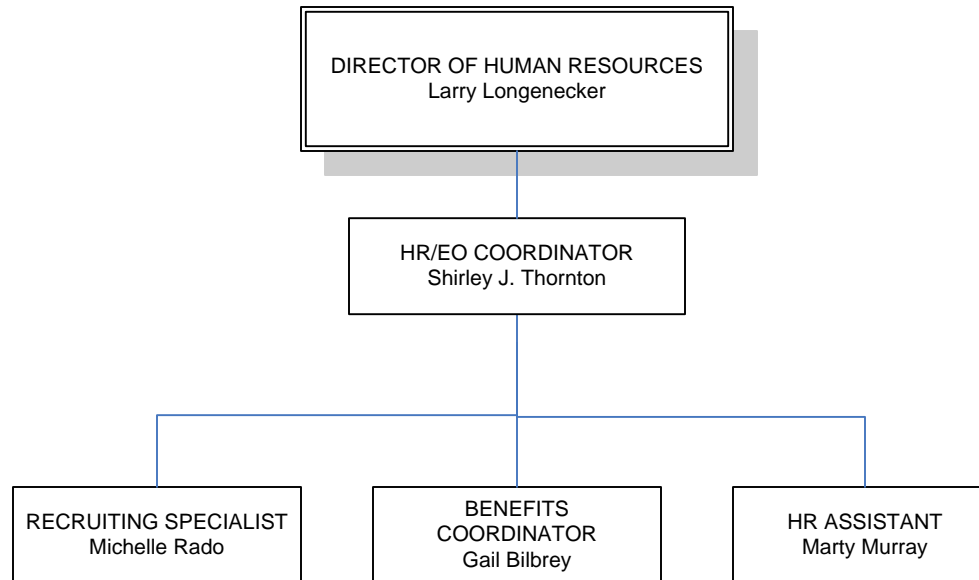 DIRECTOR OF HUMAN RESOURCES
Larry Longenecker
HR/EO COORDINATOR
Shirley J. Thornton
RECRUITING SPECIALIST
Michelle Rado
BENEFITS
COORDINATOR
Gail Bilbrey
HR ASSISTANT
Marty Murray